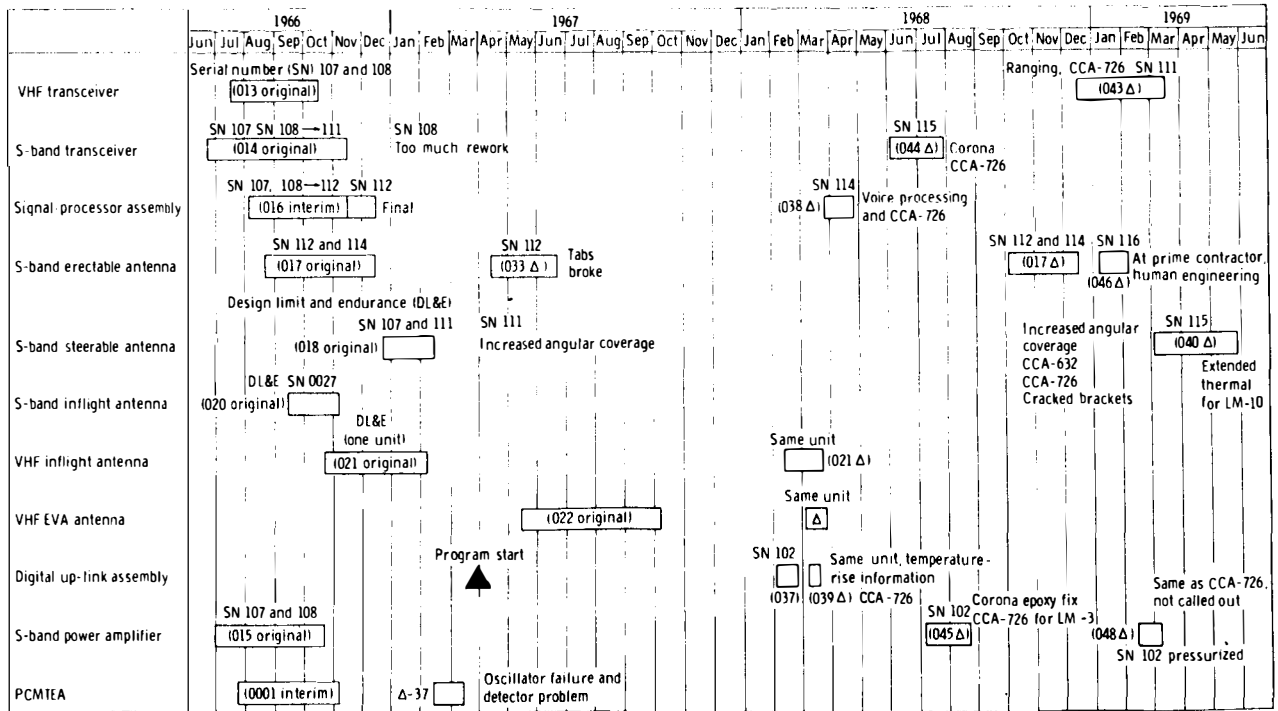 1966 1967 1968 1969
Jun Jul Aug Sep Oct Nov Dec Jan Feb Mar Apr May Jun Jul Aug Sep Oct Nov Dec Jan Feb Mar Apr May Jun Jul Aug Sep Oct Nov Dec Jan Feb Mar Apr May Jun
Serial number (SN) 107 and 108
Ranging, CCA-726 SN 111
VHF transceiver
(013 original)
(043 Δ)
SN 107 SN 108 → 111
SN 108
Too much rework
SN 115
S-band transceiver
(014 original)
(044 Δ)
Corona
CCA-726
SN 107, 108→112 SN 112
SN 114
Signal processor assembly
(016 interim)
Final
(038 Δ)
Voice processing
and CCA-726
SN 112 and 114
SN 112
SN 112 and 114
SN 116
S-band erectable antenna
(017 original)
(033 Δ)
Tabs
broke
(017 Δ)
(046 Δ)
At prime contractor,
human engineering
Design limit and endurance (DL&E)
SN 107 and 111
SN 111
Increased angular coverage
S-band steerable antenna
(018 original)
Increased angular
coverage
CCA-632
CCA-726
Cracked brackets
SN 115
(040 Δ)
Extended
thermal
for LM-10
DL&E SN 0027
S-band inflight antenna
(020 original)
DL&E
(one unit)
Same unit
VHF inflight antenna
(021 original)
(021 Δ)
Same unit
VHF EVA antenna
(022 original)
Δ
Program start
SN 102
Digital up-link assembly
(037)
Same unit, temperature-
rise information
(039 Δ) CCA-726
SN 107 and 108
SN 102
Corona epoxy fix
CCA-726 for LM-3
Same as CCA-726,
not called out
S-band power amplifier
(015 original)
(045 Δ)
(048 Δ)
SN 102 pressurized
PCMTEA
(0001 interim)
Δ-37
Oscillator failure and
detector problem